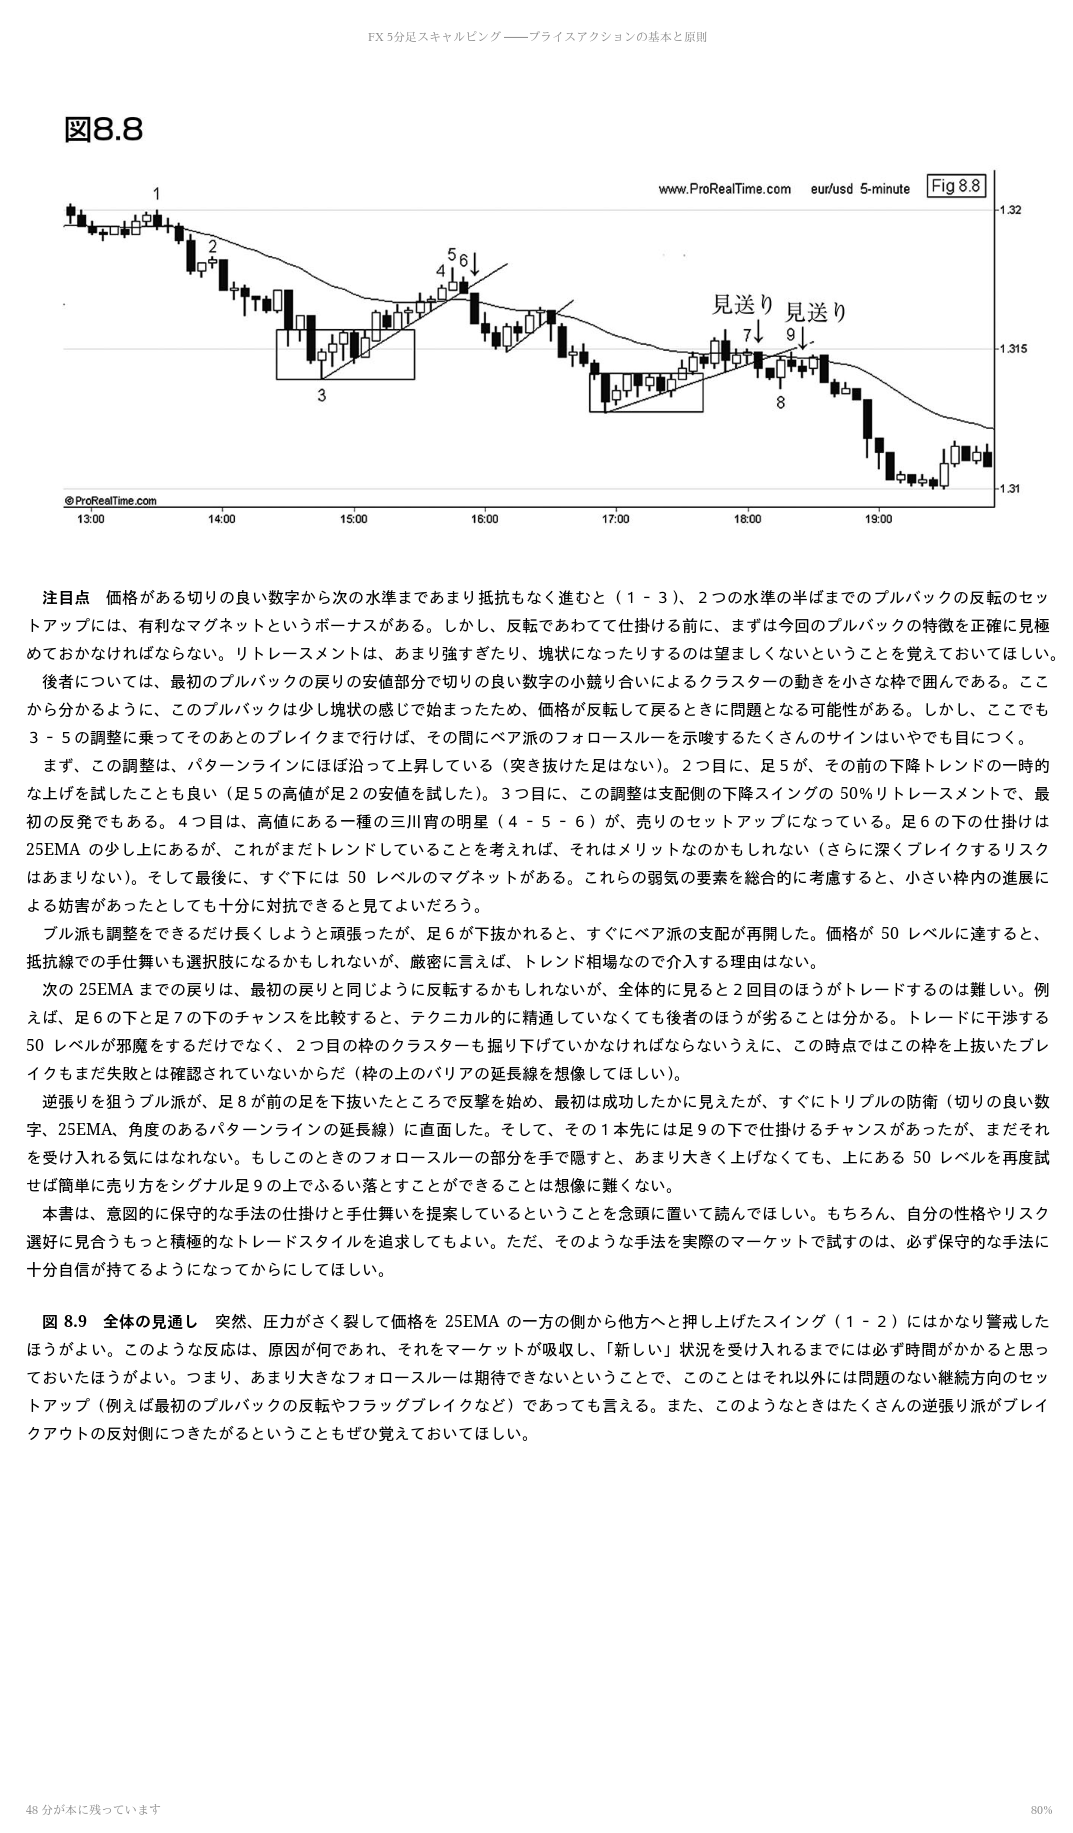 FX 5分足スキャルピング ――プライスアクションの基本と原則
図8.8
www.ProRealTime.com eur/usd 5-minute Fig 8.8
1
1.32
2
5
4 6
見送り 見送り
7 9
1.315
3
8
1.31
©ProRealTime.com
13:00 14:00 15:00 16:00 17:00 18:00 19:00
注目点　価格がある切りの良い数字から次の水準まであまり抵抗もなく進むと（１‐３）、２つの水準の半ばまでのプルバックの反転のセッ
トアップには、有利なマグネットというボーナスがある。しかし、反転であわてて仕掛ける前に、まずは今回のプルバックの特徴を正確に見極
めておかなければならない。リトレースメントは、あまり強すぎたり、塊状になったりするのは望ましくないということを覚えておいてほしい。
後者については、最初のプルバックの戻りの安値部分で切りの良い数字の小競り合いによるクラスターの動きを小さな枠で囲んである。ここ
から分かるように、このプルバックは少し塊状の感じで始まったため、価格が反転して戻るときに問題となる可能性がある。しかし、ここでも
３‐５の調整に乗ってそのあとのブレイクまで行けば、その間にベア派のフォロースルーを示唆するたくさんのサインはいやでも目につく。
まず、この調整は、パターンラインにほぼ沿って上昇している（突き抜けた足はない）。２つ目に、足５が、その前の下降トレンドの一時的
な上げを試したことも良い（足５の高値が足２の安値を試した）。３つ目に、この調整は支配側の下降スイングの 50％リトレースメントで、最
初の反発でもある。４つ目は、高値にある一種の三川宵の明星（４‐５‐６）が、売りのセットアップになっている。足６の下の仕掛けは
25EMA の少し上にあるが、これがまだトレンドしていることを考えれば、それはメリットなのかもしれない（さらに深くブレイクするリスク
はあまりない）。そして最後に、すぐ下には 50 レベルのマグネットがある。これらの弱気の要素を総合的に考慮すると、小さい枠内の進展に
よる妨害があったとしても十分に対抗できると見てよいだろう。
ブル派も調整をできるだけ長くしようと頑張ったが、足６が下抜かれると、すぐにベア派の支配が再開した。価格が 50 レベルに達すると、
抵抗線での手仕舞いも選択肢になるかもしれないが、厳密に言えば、トレンド相場なので介入する理由はない。
次の 25EMA までの戻りは、最初の戻りと同じように反転するかもしれないが、全体的に見ると２回目のほうがトレードするのは難しい。例
えば、足６の下と足７の下のチャンスを比較すると、テクニカル的に精通していなくても後者のほうが劣ることは分かる。トレードに干渉する
50 レベルが邪魔をするだけでなく、２つ目の枠のクラスターも掘り下げていかなければならないうえに、この時点ではこの枠を上抜いたブレ
イクもまだ失敗とは確認されていないからだ（枠の上のバリアの延長線を想像してほしい）。
逆張りを狙うブル派が、足８が前の足を下抜いたところで反撃を始め、最初は成功したかに見えたが、すぐにトリプルの防衛（切りの良い数
字、25EMA、角度のあるパターンラインの延長線）に直面した。そして、その１本先には足９の下で仕掛けるチャンスがあったが、まだそれ
を受け入れる気にはなれない。もしこのときのフォロースルーの部分を手で隠すと、あまり大きく上げなくても、上にある 50 レベルを再度試
せば簡単に売り方をシグナル足９の上でふるい落とすことができることは想像に難くない。
本書は、意図的に保守的な手法の仕掛けと手仕舞いを提案しているということを念頭に置いて読んでほしい。もちろん、自分の性格やリスク
選好に見合うもっと積極的なトレードスタイルを追求してもよい。ただ、そのような手法を実際のマーケットで試すのは、必ず保守的な手法に
十分自信が持てるようになってからにしてほしい。
図 8.9　全体の見通し　突然、圧力がさく裂して価格を 25EMA の一方の側から他方へと押し上げたスイング（１‐２）にはかなり警戒した
ほうがよい。このような反応は、原因が何であれ、それをマーケットが吸収し、「新しい」状況を受け入れるまでには必ず時間がかかると思っ
ておいたほうがよい。つまり、あまり大きなフォロースルーは期待できないということで、このことはそれ以外には問題のない継続方向のセッ
トアップ（例えば最初のプルバックの反転やフラッグブレイクなど）であっても言える。また、このようなときはたくさんの逆張り派がブレイ
クアウトの反対側につきたがるということもぜひ覚えておいてほしい。
48 分が本に残っています
80%